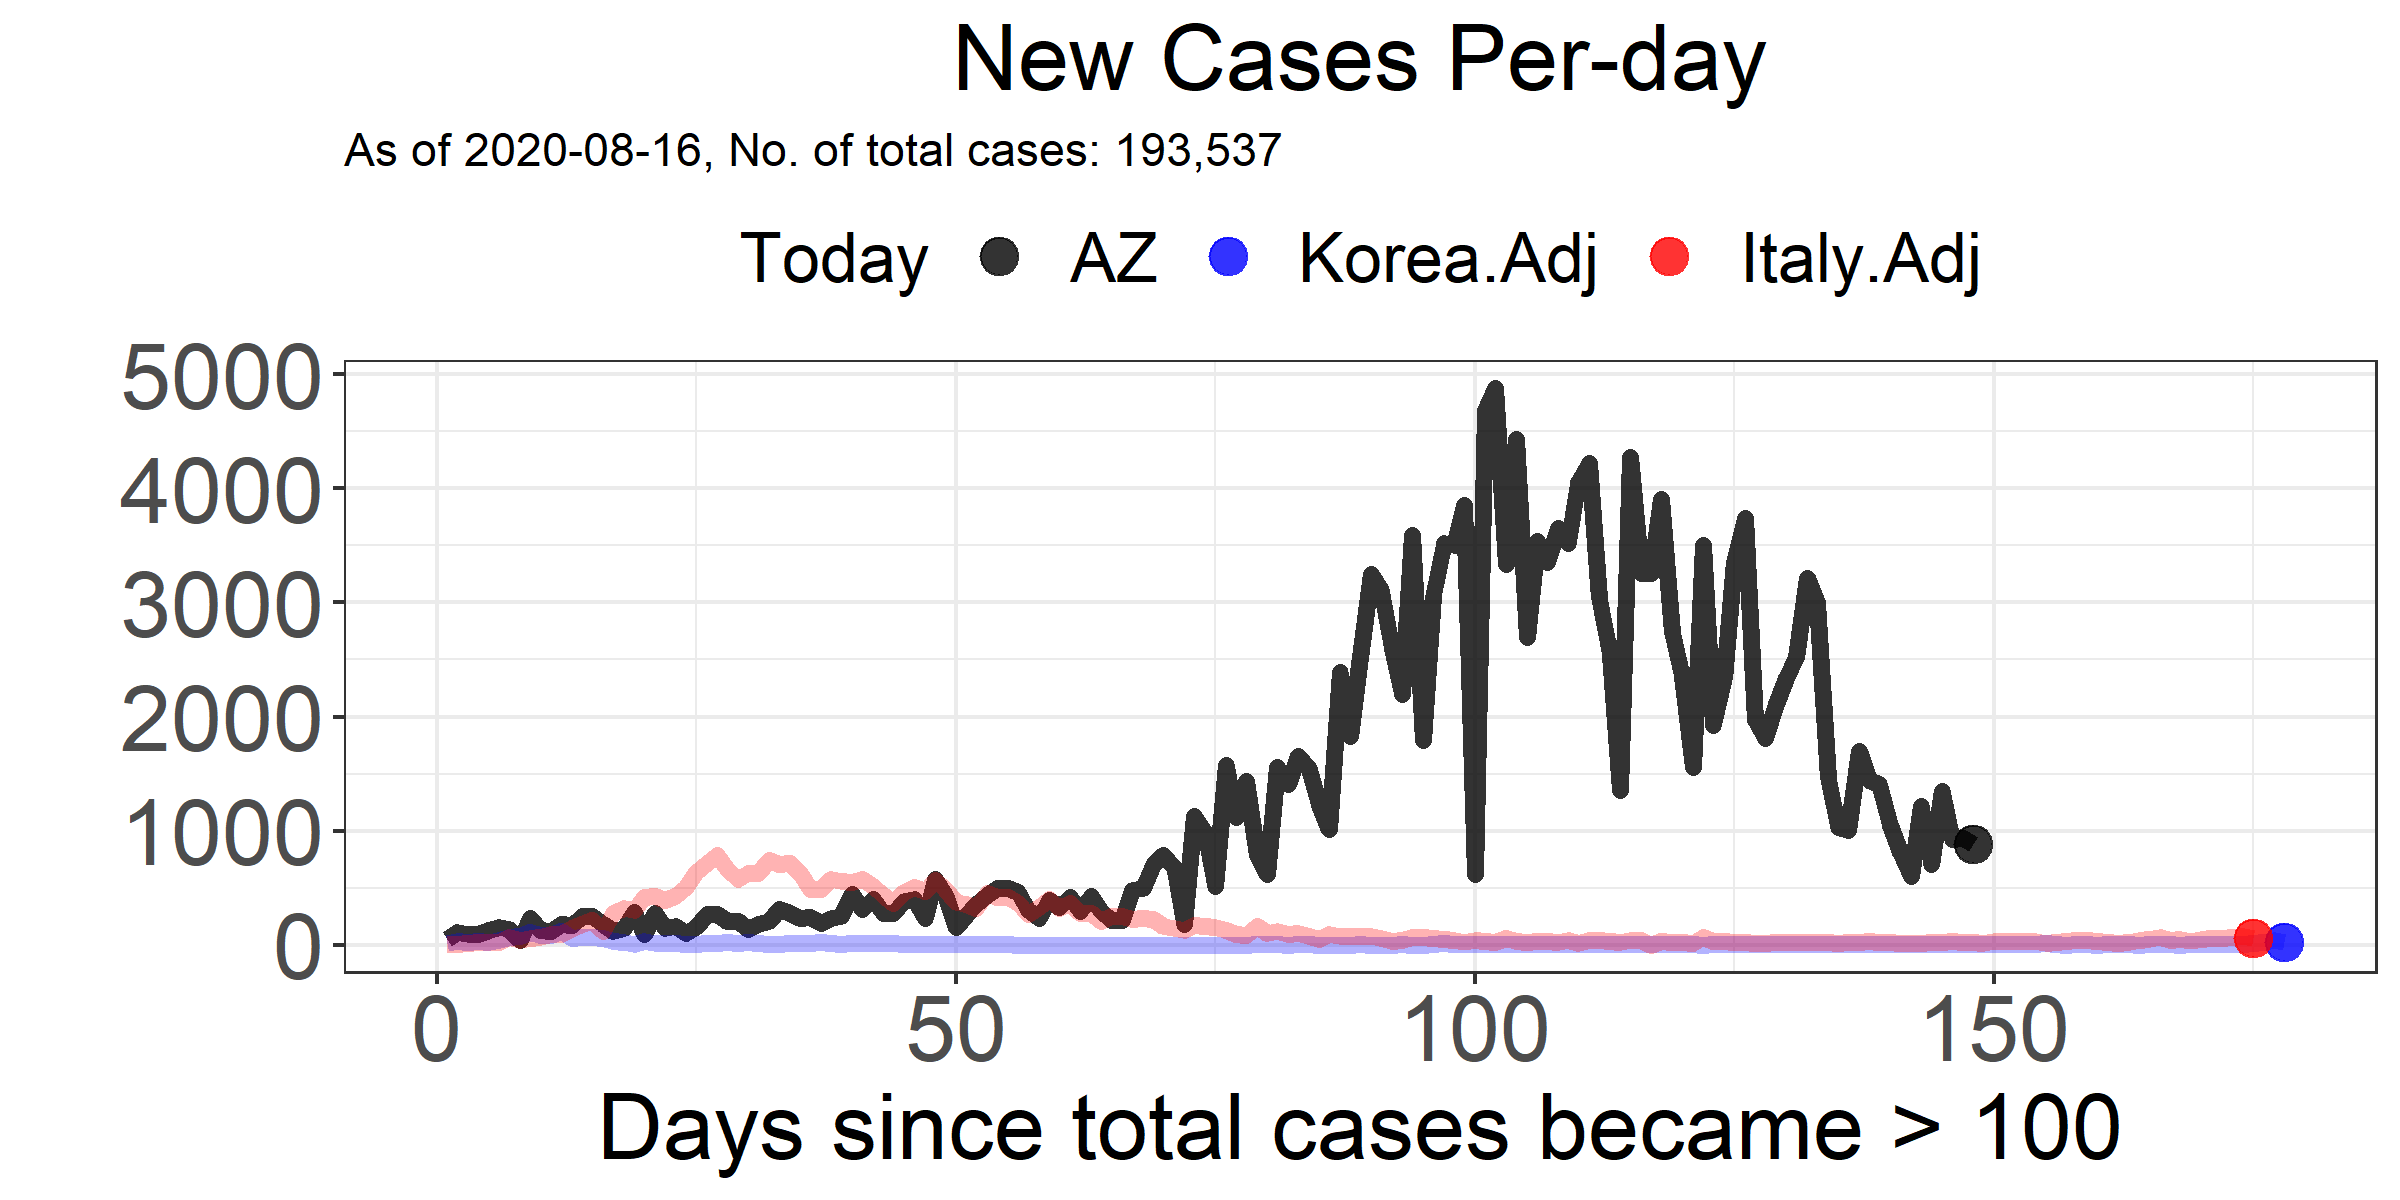 New Cases Per-day
As of 2020-08-16, No. of total cases: 193,537
Today AZ Korea.Adj Italy.Adj
5000
4000
3000
2000
1000
0
0 50 100 150
Days since total cases became > 100